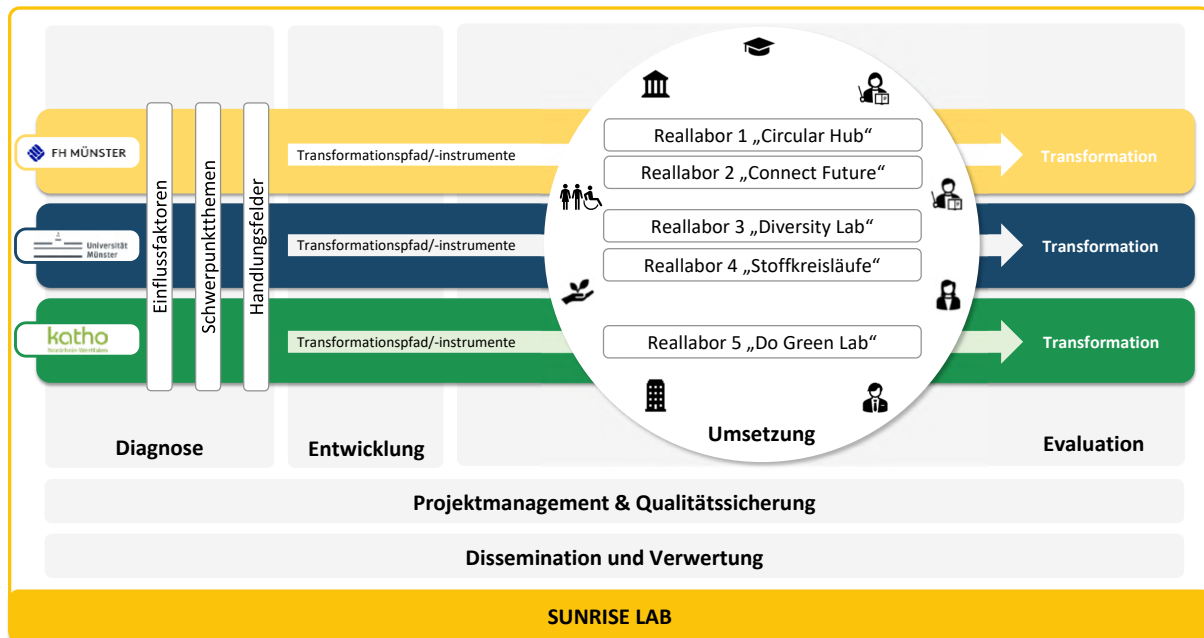 FH MÜNSTER
Transformationspfad/-instrumente
Reallabor 1 „Circular Hub“
Reallabor 2 „Connect Future“
Transformation
Universität
Münster
Transformationspfad/-instrumente
Reallabor 3 „Diversity Lab“
Reallabor 4 „Stoffkreisläufe“
Transformation
katho
Transformationspfad/-instrumente
Reallabor 5 „Do Green Lab“
Transformation
Einflussfaktoren
Schwerpunktthemen
Handlungsfelder
Diagnose
Entwicklung
Umsetzung
Evaluation
Projektmanagement & Qualitätssicherung
Dissemination und Verwertung
SUNRISE LAB